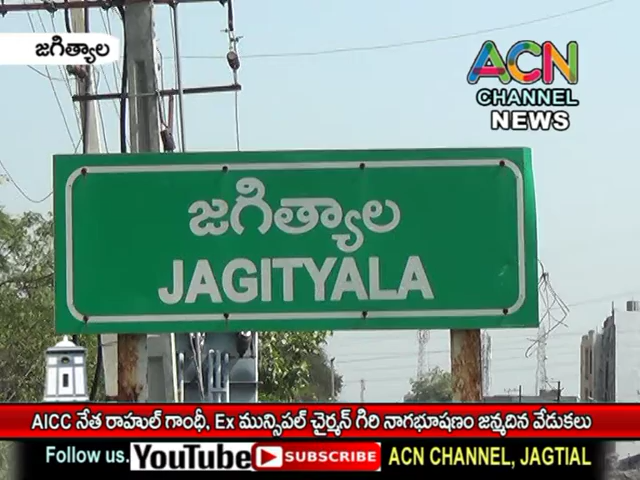 జగిత్యాల
ACN
CHANNEL
NEWS
జగిత్యాల
JAGITYALA
AICC నేత రాహుల్ గాంధీ, Ex మున్సిపల్ చైర్మన్ గిరి నాగభూషణం జన్మదిన వేడుకలు
Follow us. YouTube SUBSCRIBE ACN CHANNEL, JAGTIAL